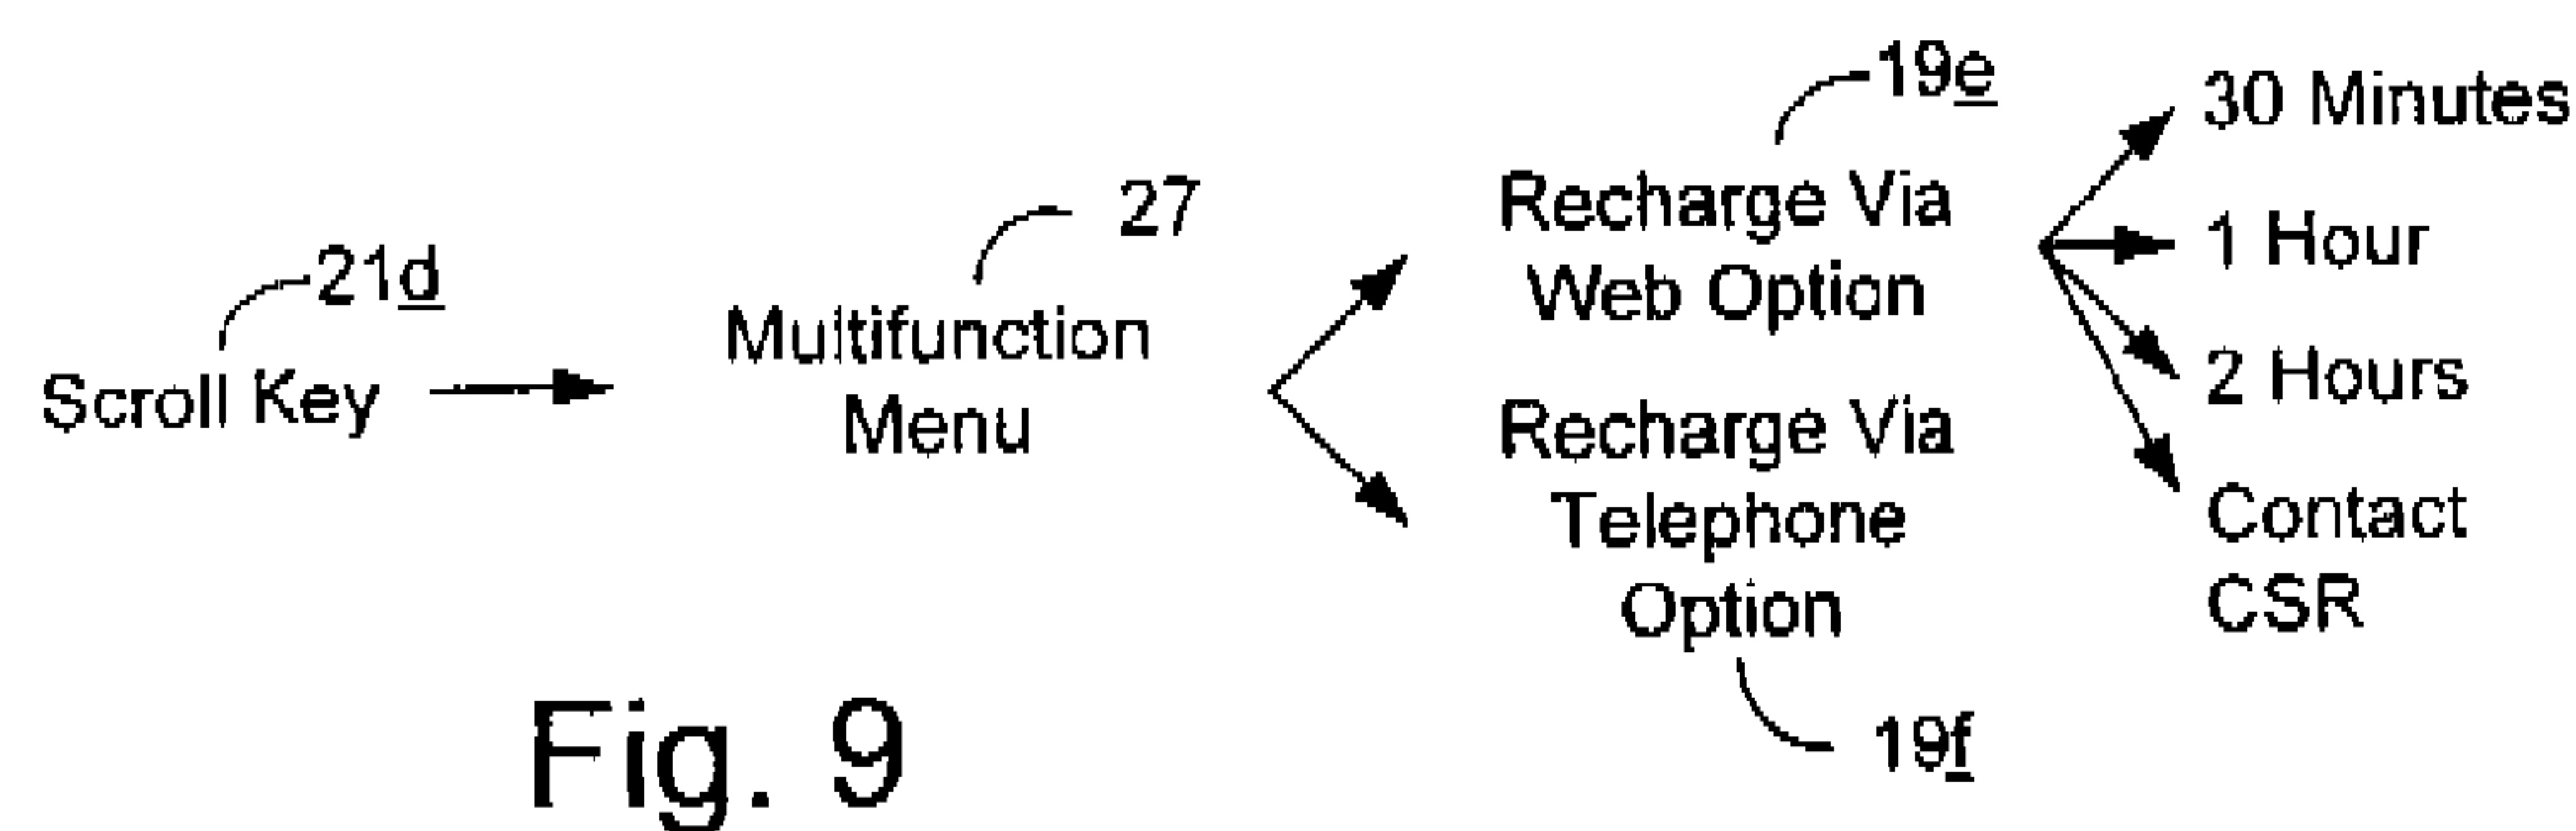 21d
Scroll Key
27
Multifunction
Menu
19e
Recharge Via
Web Option
Recharge Via
Telephone
Option
19f
30 Minutes
1 Hour
2 Hours
Contact
CSR
Fig. 9